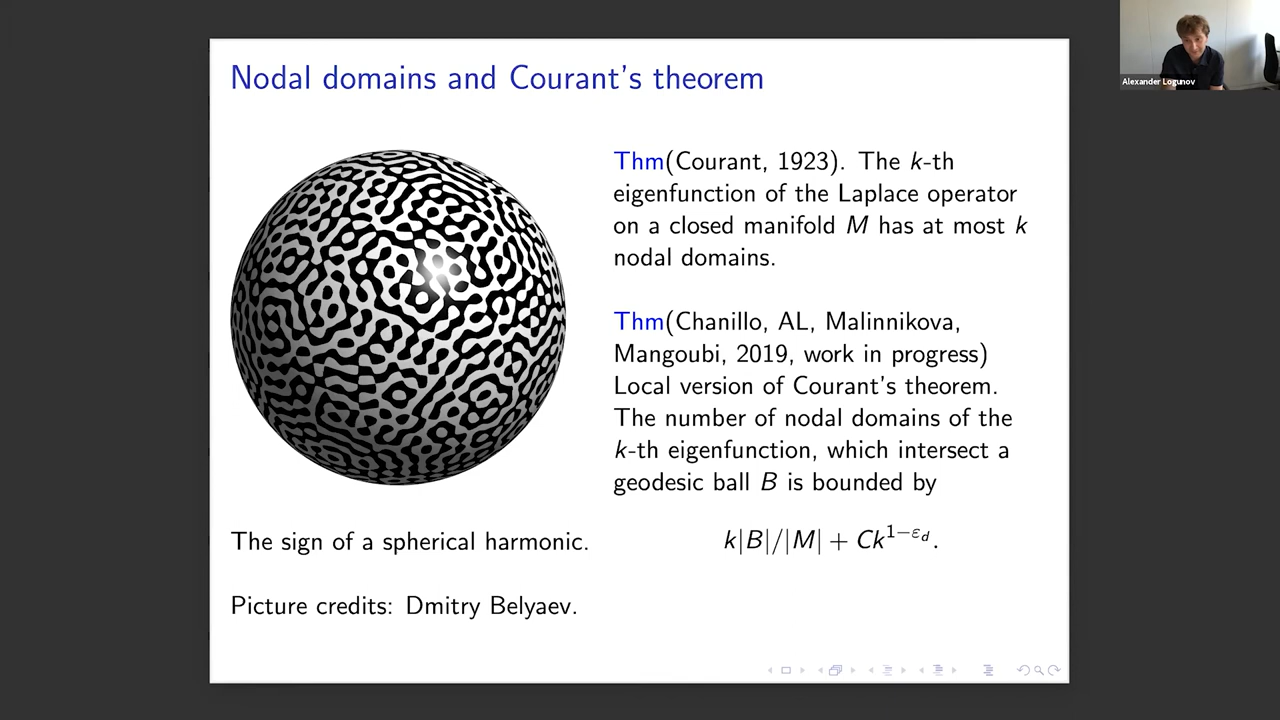 Nodal domains and Courant's theorem
Thm(Courant, 1923). The k-th
eigenfunction of the Laplace operator
on a closed manifold M has at most k
nodal domains.
Thm(Chanillo, AL, Malinnikova,
Mangoubi, 2019, work in progress)
Local version of Courant's theorem.
The number of nodal domains of the
k-th eigenfunction, which intersect a
geodesic ball B is bounded by
k|B|/|M| + Ck^{1−ε_d}.
The sign of a spherical harmonic.
Picture credits: Dmitry Belyaev.
Alexander Logunov